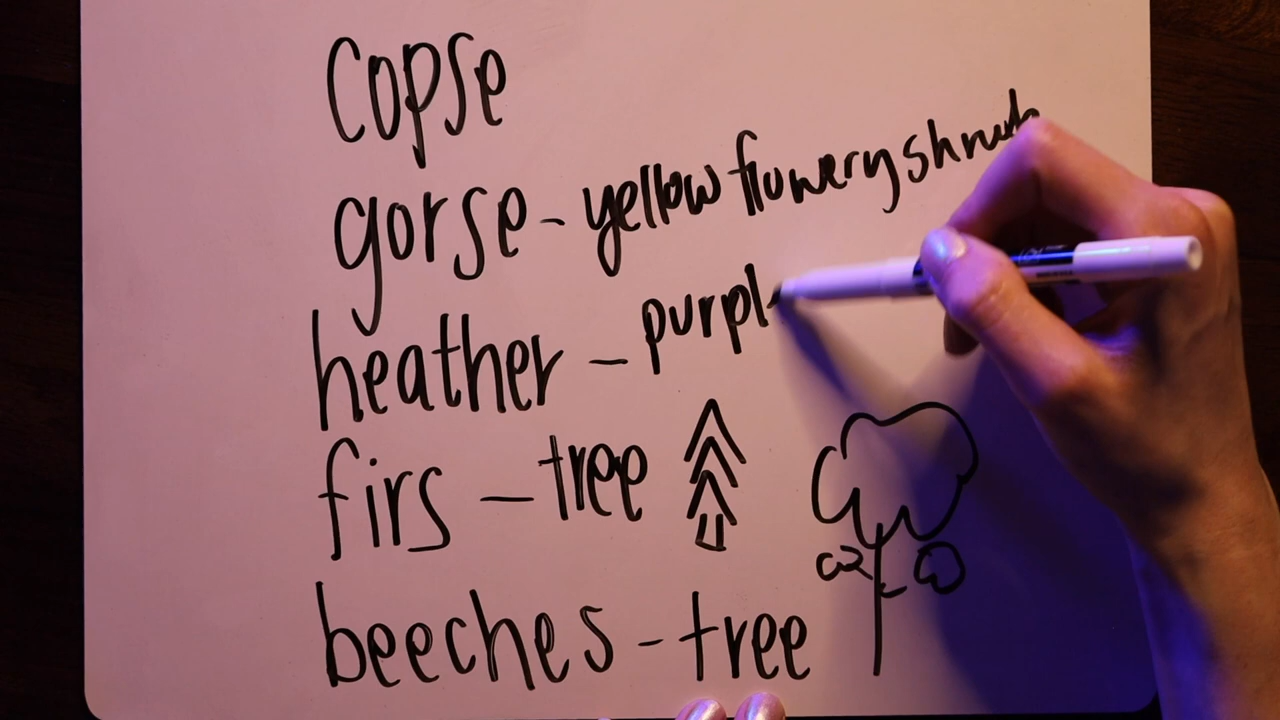 copse
gorse - yellow flowery shrub
heather - purpl
firs - tree
beeches - tree